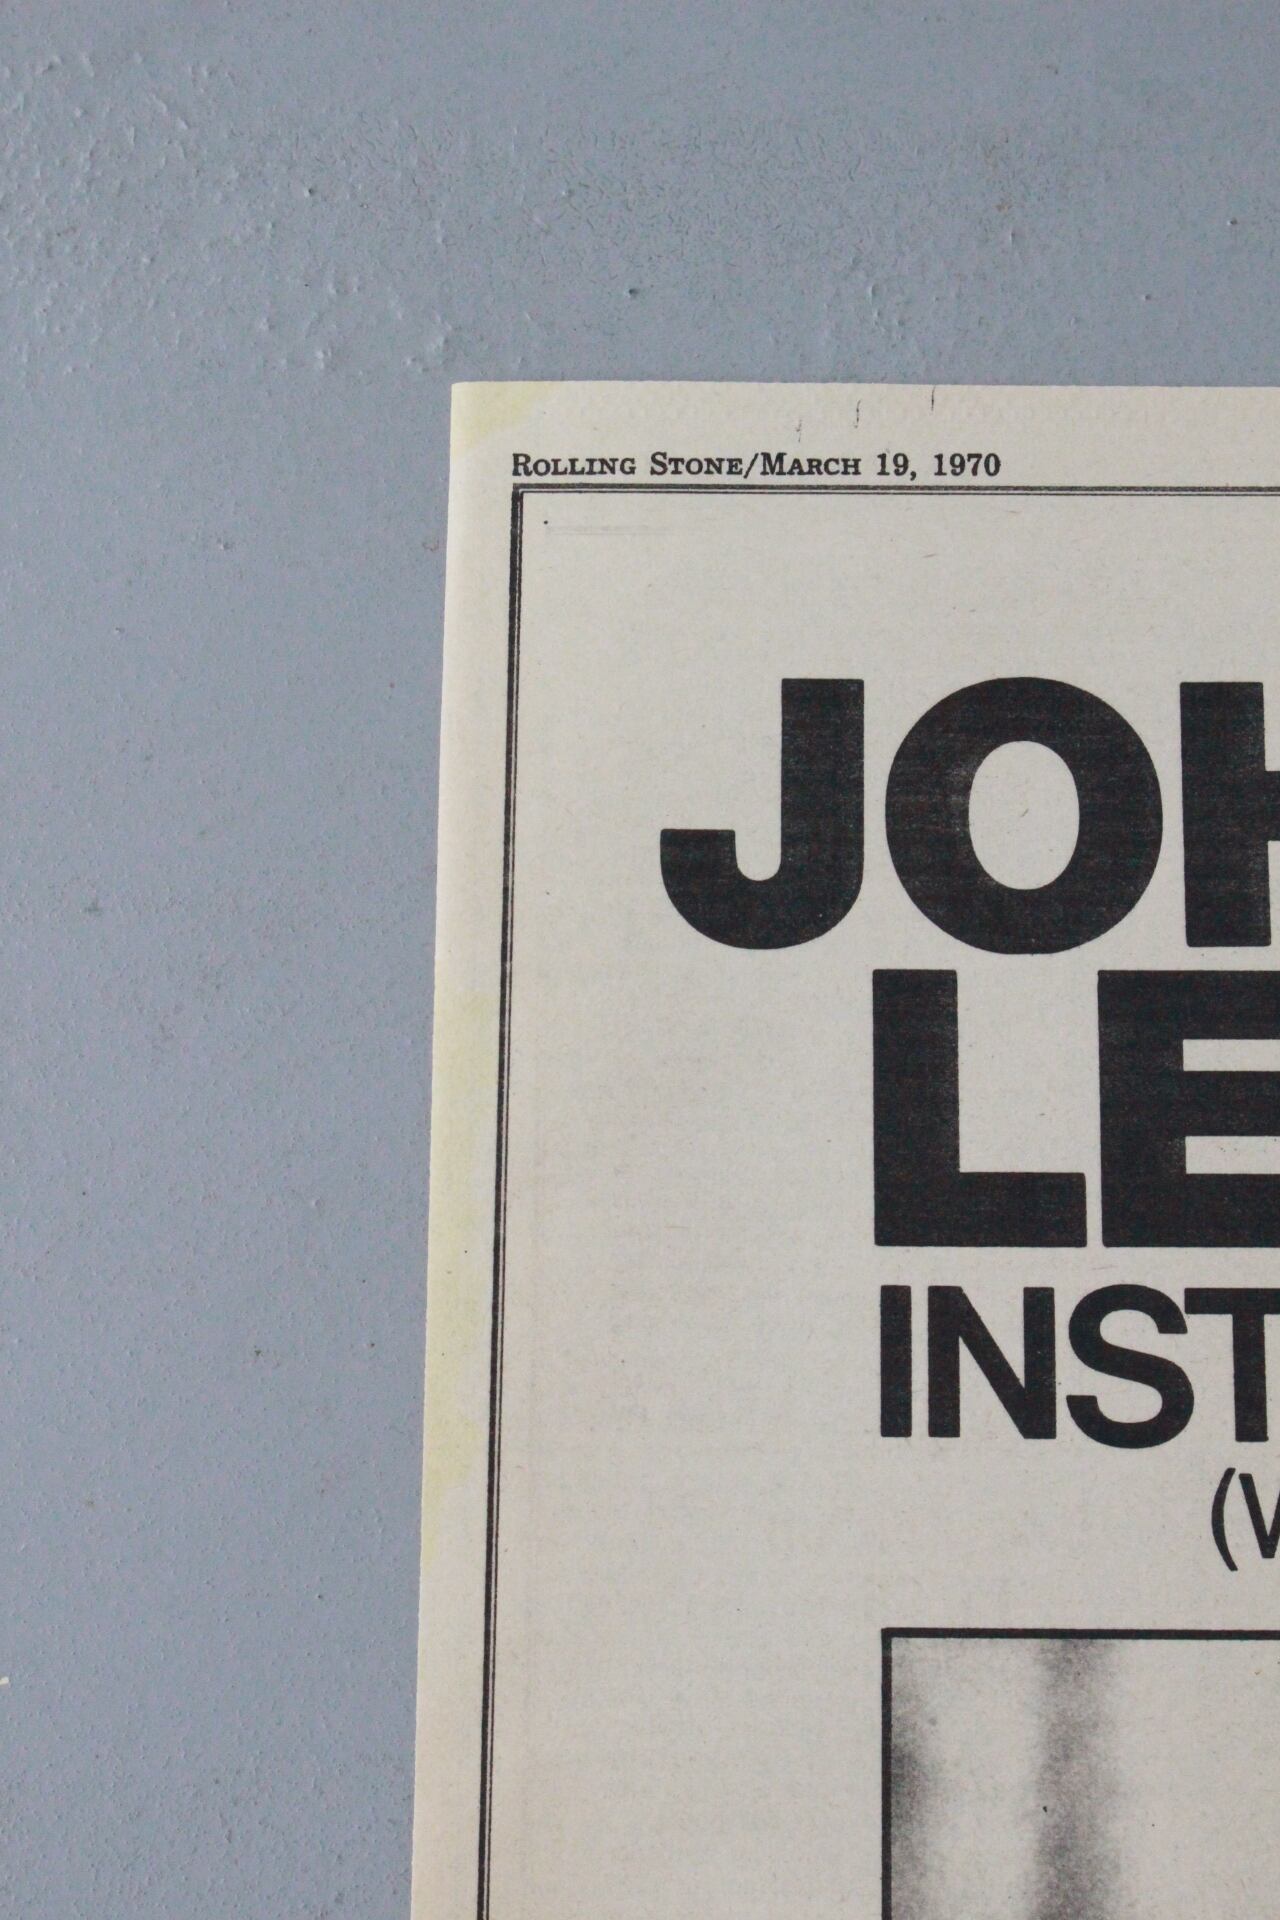 ROLLING STONE/MARCH 19, 1970
JOH
LE
INST
(W